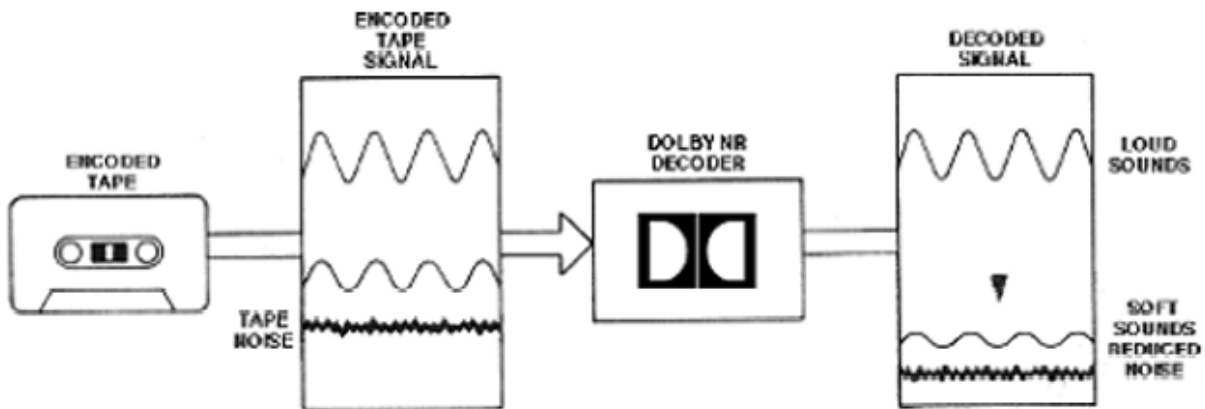 ENCODED
TAPE
ENCODED
TAPE
SIGNAL
TAPE
NOISE
DOLBY NR
DECODER
DECODED
SIGNAL
LOUD
SOUNDS
SOFT
SOUNDS
REDUCED
NOISE